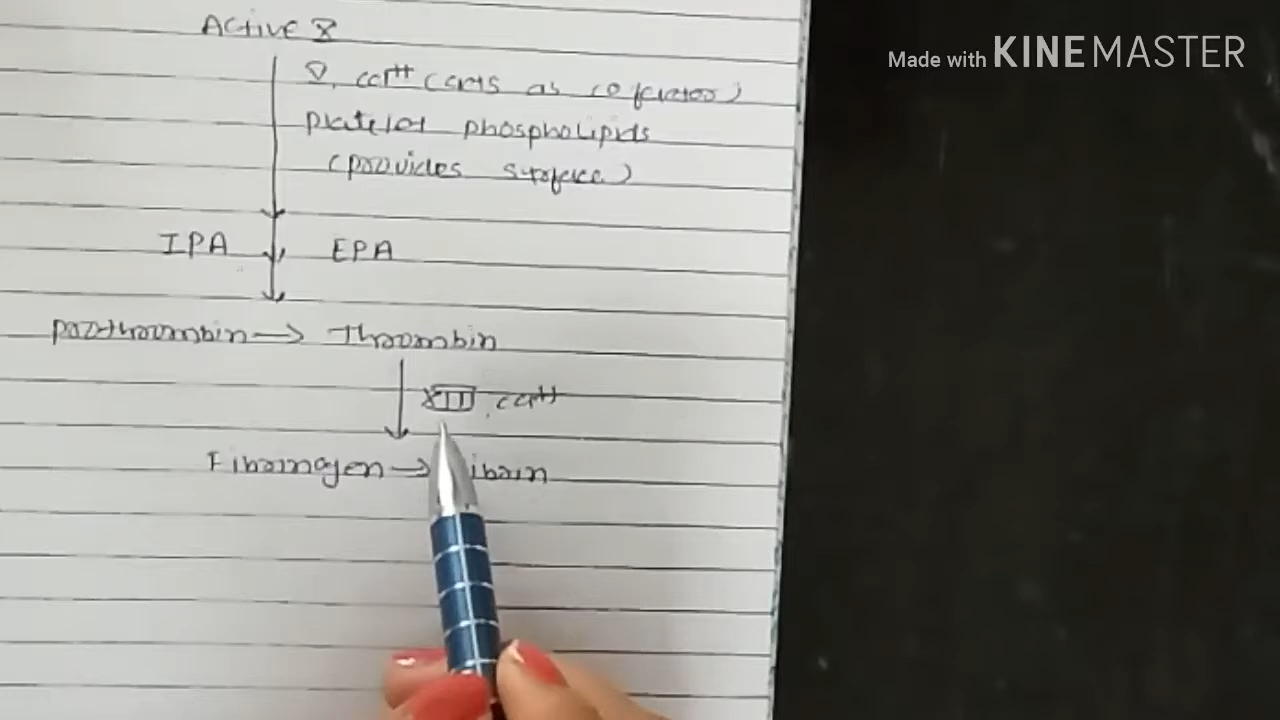 Active X
V, ca++ (acts as cofactor)
platelet phospholipids
(provides surface)
IPA EPA
prothrombin → Thrombin
XIII, ca++
Fibrinogen → Fibrin
Made with KINEMASTER